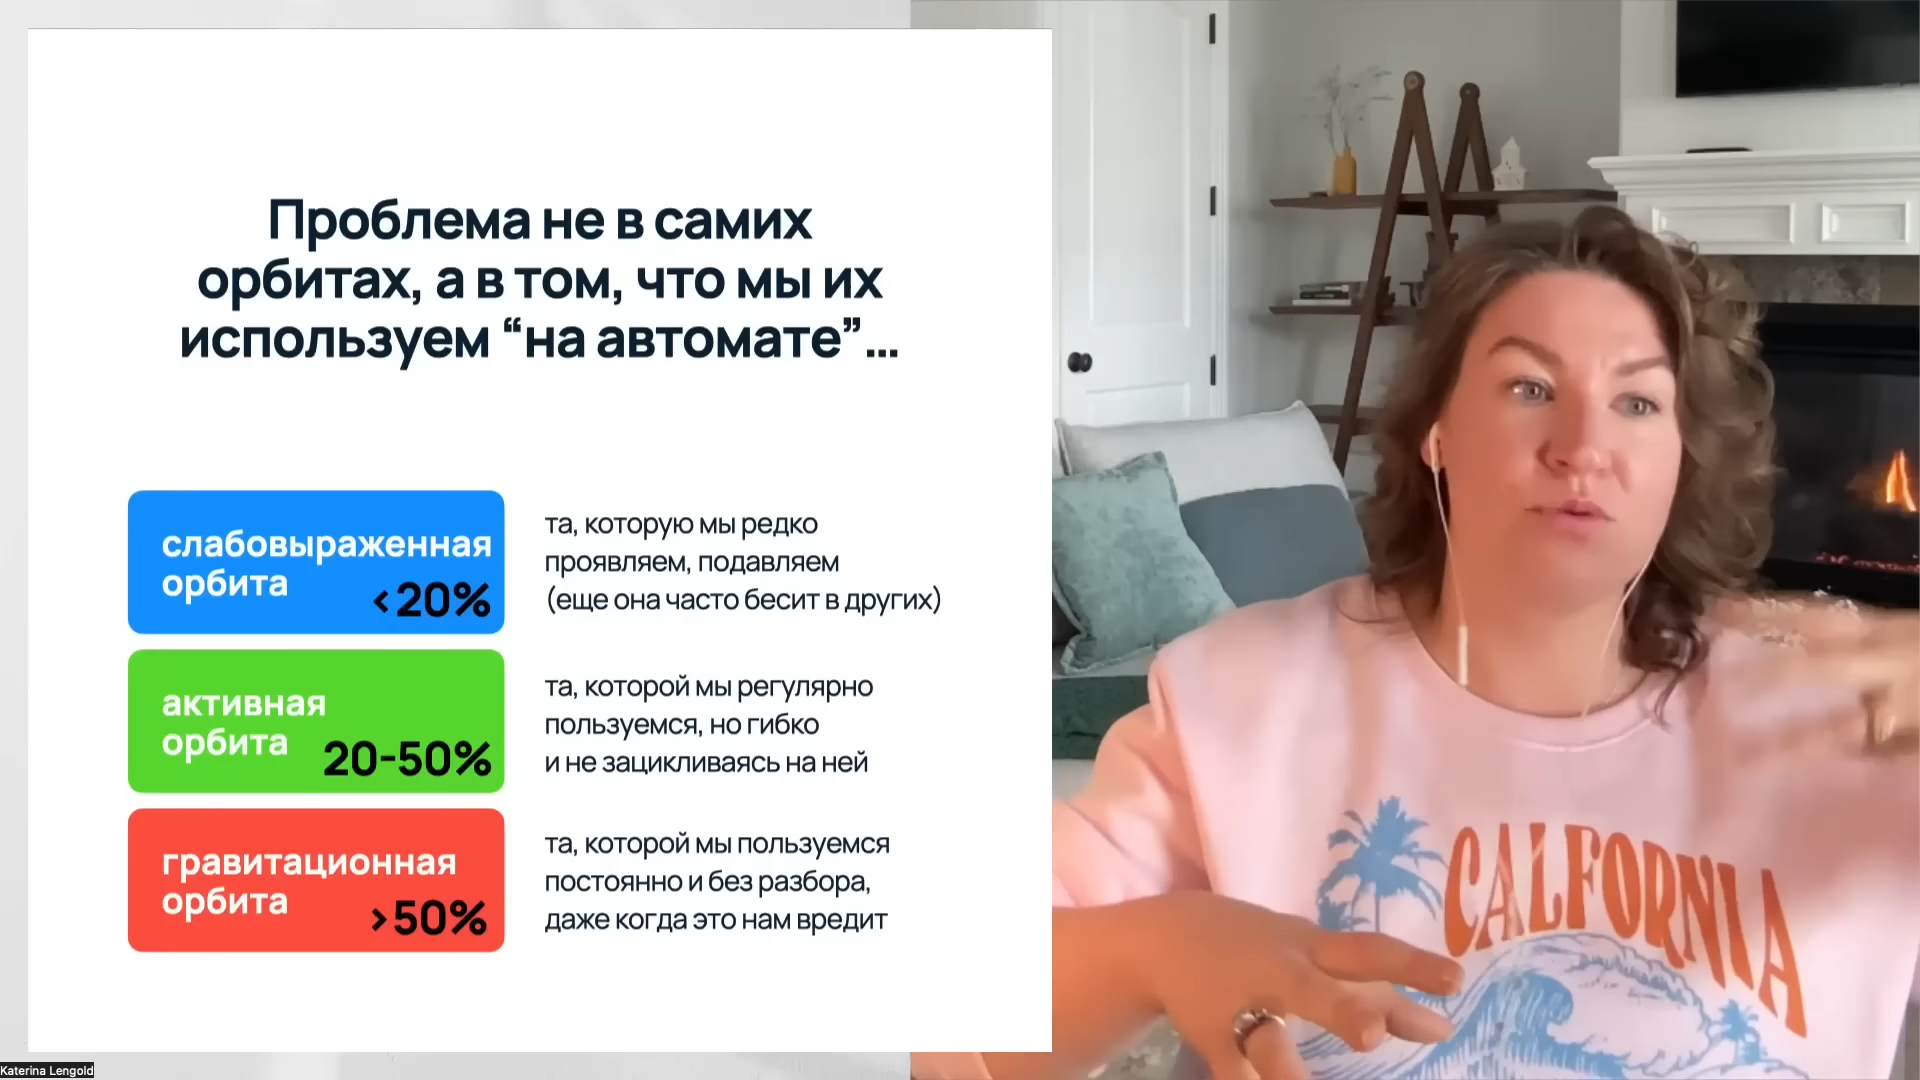 Проблема не в самих
орбитах, а в том, что мы их
используем “на автомате”...
слабовыраженная
орбита
<20%
та, которую мы редко
проявляем, подавляем
(еще она часто бесит в других)
активная
орбита
20-50%
та, которой мы регулярно
пользуемся, но гибко
и не зацикливаясь на ней
гравитационная
орбита
>50%
та, которой мы пользуемся
постоянно и без разбора,
даже когда это нам вредит
CALFORNIA
Katerina Lengold